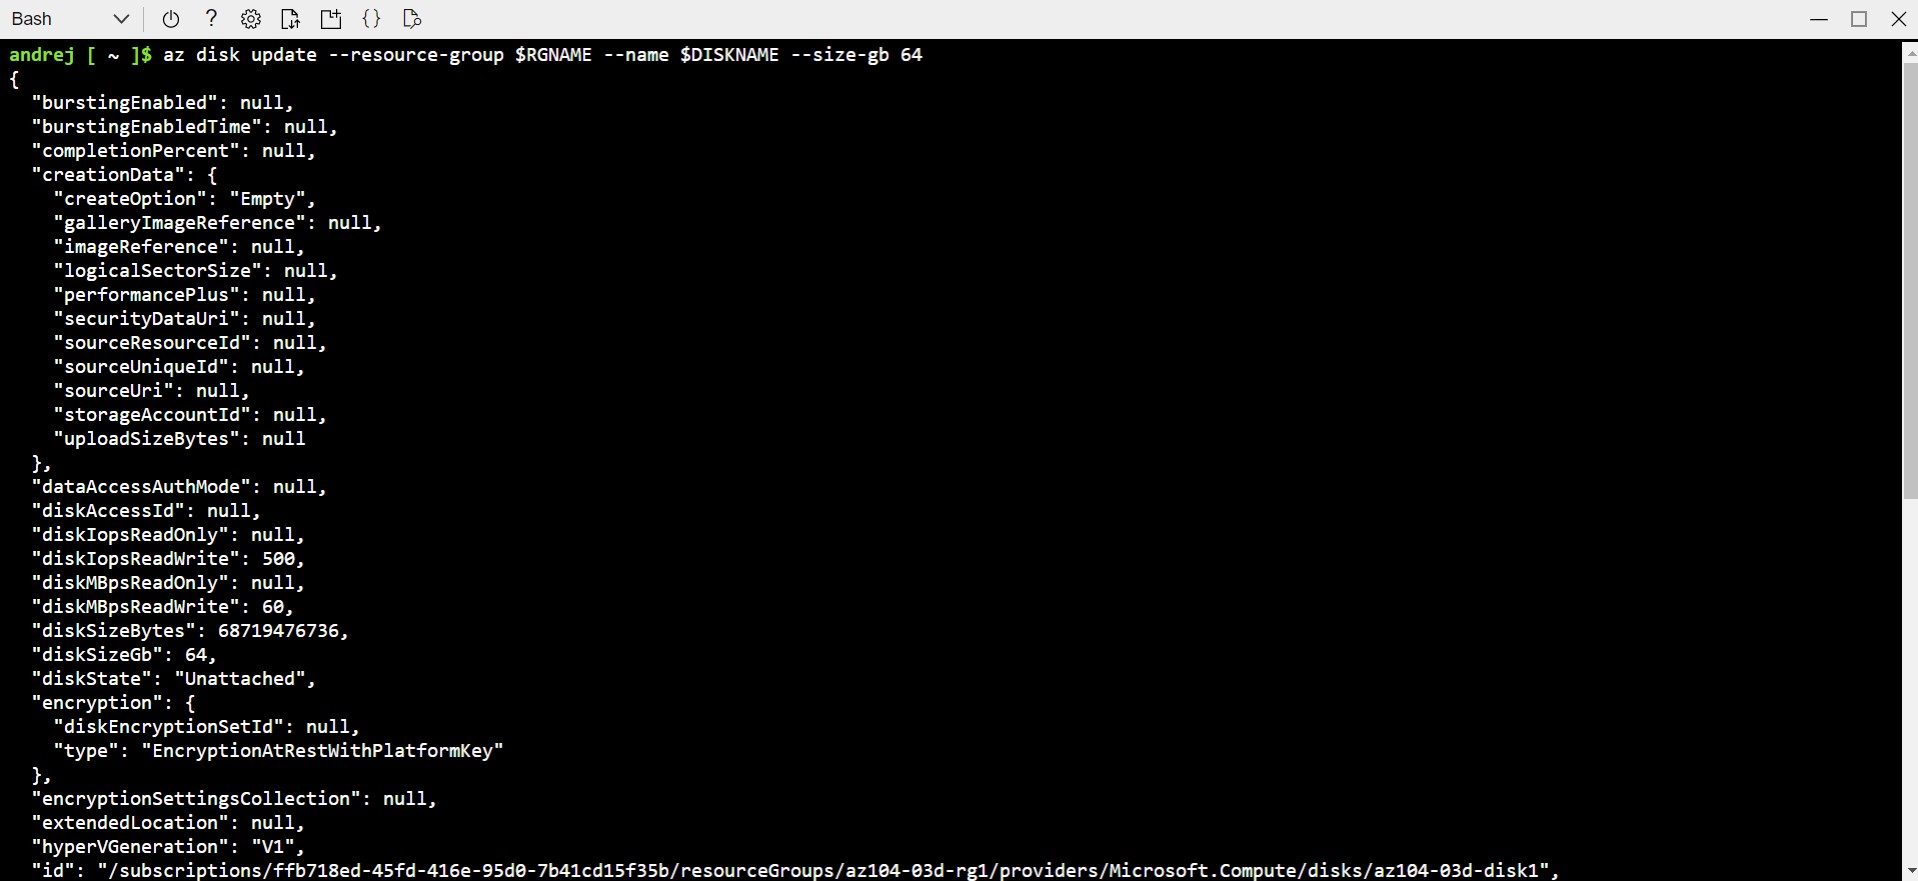 Bash
andrej [ ~ ]$ az disk update --resource-group $RGNAME --name $DISKNAME --size-gb 64
{
  "burstingEnabled": null,
  "burstingEnabledTime": null,
  "completionPercent": null,
  "creationData": {
    "createOption": "Empty",
    "galleryImageReference": null,
    "imageReference": null,
    "logicalSectorSize": null,
    "performancePlus": null,
    "securityDataUri": null,
    "sourceResourceId": null,
    "sourceUniqueId": null,
    "sourceUri": null,
    "storageAccountId": null,
    "uploadSizeBytes": null
  },
  "dataAccessAuthMode": null,
  "diskAccessId": null,
  "diskIopsReadOnly": null,
  "diskIopsReadWrite": 500,
  "diskMBpsReadOnly": null,
  "diskMBpsReadWrite": 60,
  "diskSizeBytes": 68719476736,
  "diskSizeGb": 64,
  "diskState": "Unattached",
  "encryption": {
    "diskEncryptionSetId": null,
    "type": "EncryptionAtRestWithPlatformKey"
  },
  "encryptionSettingsCollection": null,
  "extendedLocation": null,
  "hyperVGeneration": "V1",
  "id": "/subscriptions/ffb718ed-45fd-416e-95d0-7b41cd15f35b/resourceGroups/az104-03d-rg1/providers/Microsoft.Compute/disks/az104-03d-disk1",